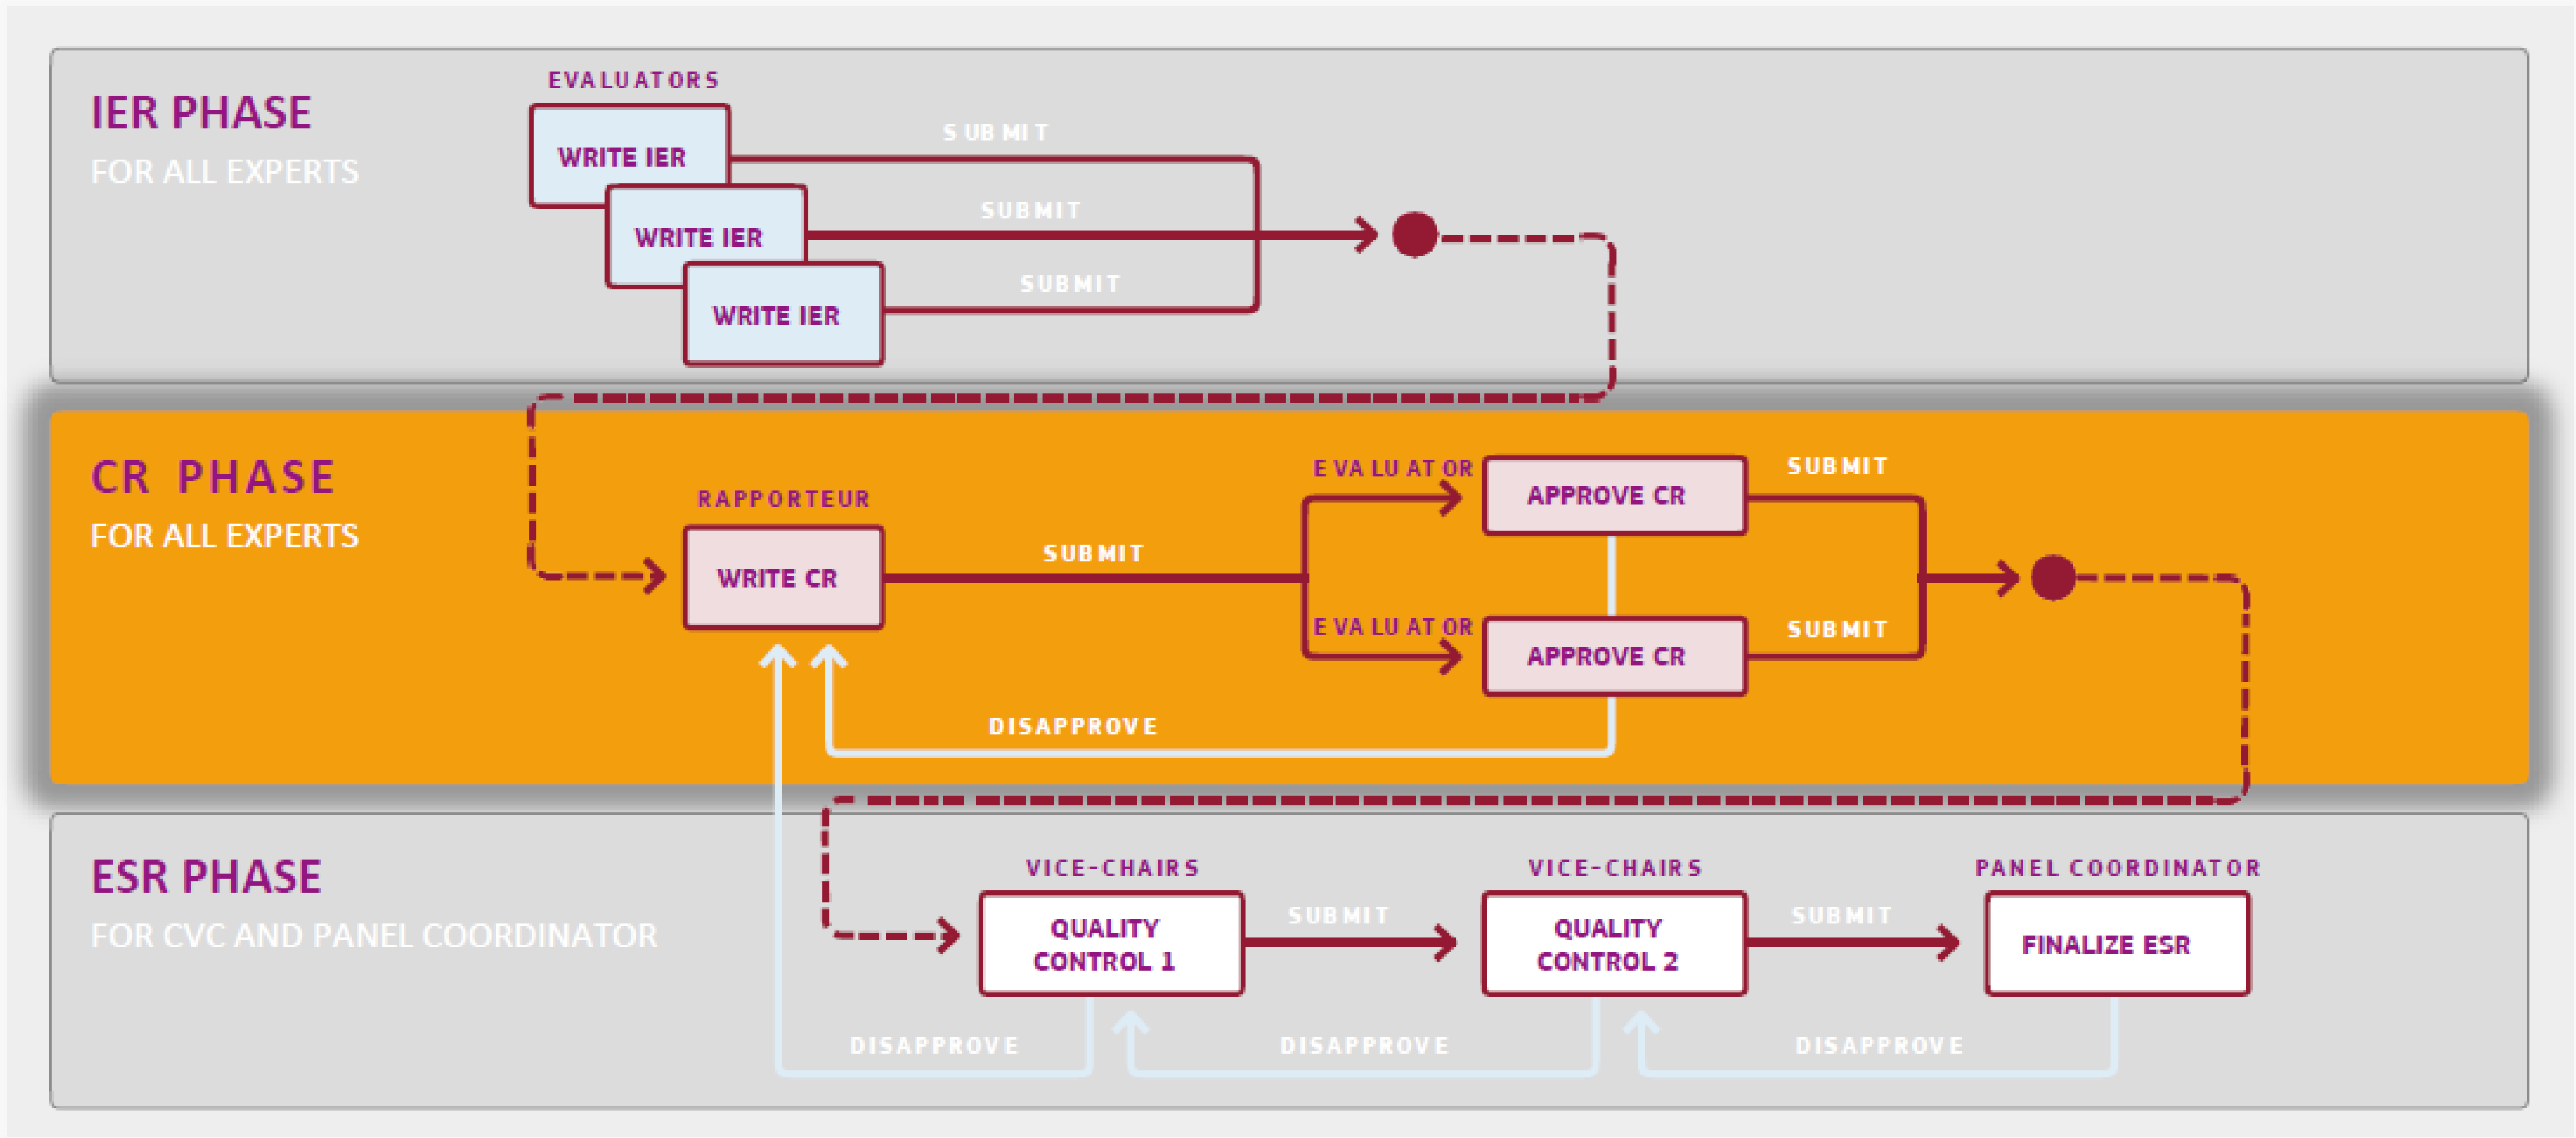 EVALUATORS
IER PHASE
FOR ALL EXPERTS
WRITE IER
SUBMIT
WRITE IER
SUBMIT
WRITE IER
SUBMIT
CR PHASE
FOR ALL EXPERTS
RAPPORTEUR
WRITE CR
SUBMIT
EVALUATOR
APPROVE CR
SUBMIT
EVALUATOR
APPROVE CR
SUBMIT
DISAPPROVE
ESR PHASE
FOR CVC AND PANEL COORDINATOR
VICE-CHAIRS
QUALITY
CONTROL 1
SUBMIT
VICE-CHAIRS
QUALITY
CONTROL 2
SUBMIT
PANEL COORDINATOR
FINALIZE ESR
DISAPPROVE
DISAPPROVE
DISAPPROVE